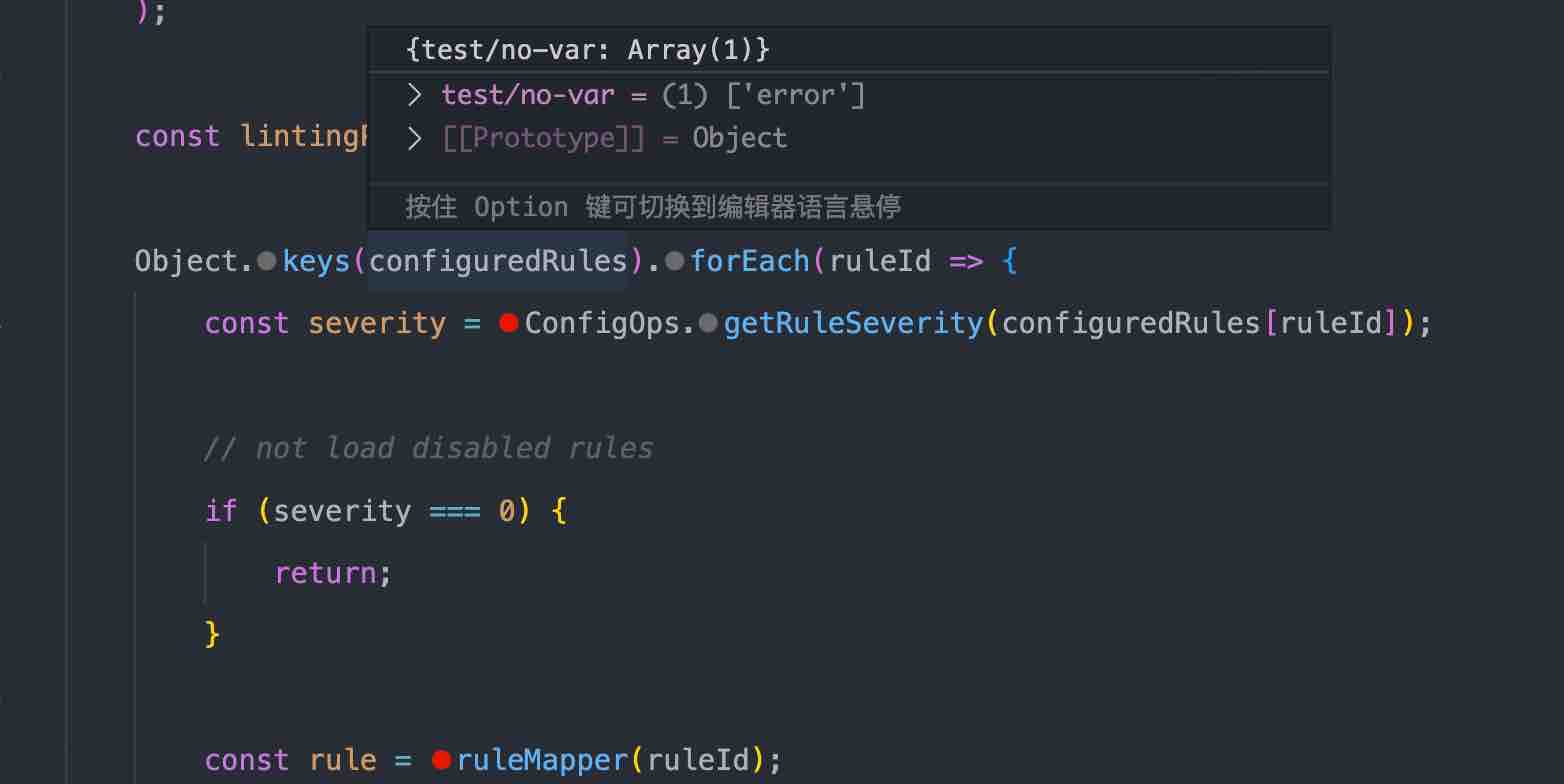 );
{test/no-var: Array(1)}
> test/no-var = (1) ['error']
const linting
> [[Prototype]] = Object
按住 Option 键可切换到编辑器语言悬停
Object.keys(configuredRules).forEach(ruleId => {
const severity = ConfigOps.getRuleSeverity(configuredRules[ruleId]);
// not load disabled rules
if (severity === 0) {
return;
}
const rule = ruleMapper(ruleId);